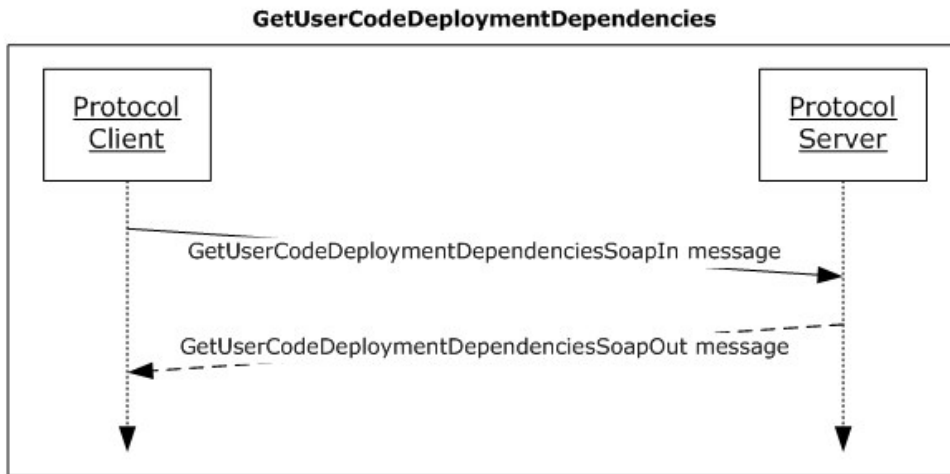 GetUserCodeDeploymentDependencies
Protocol
Client
Protocol
Server
GetUserCodeDeploymentDependenciesSoapIn message
GetUserCodeDeploymentDependenciesSoapOut message